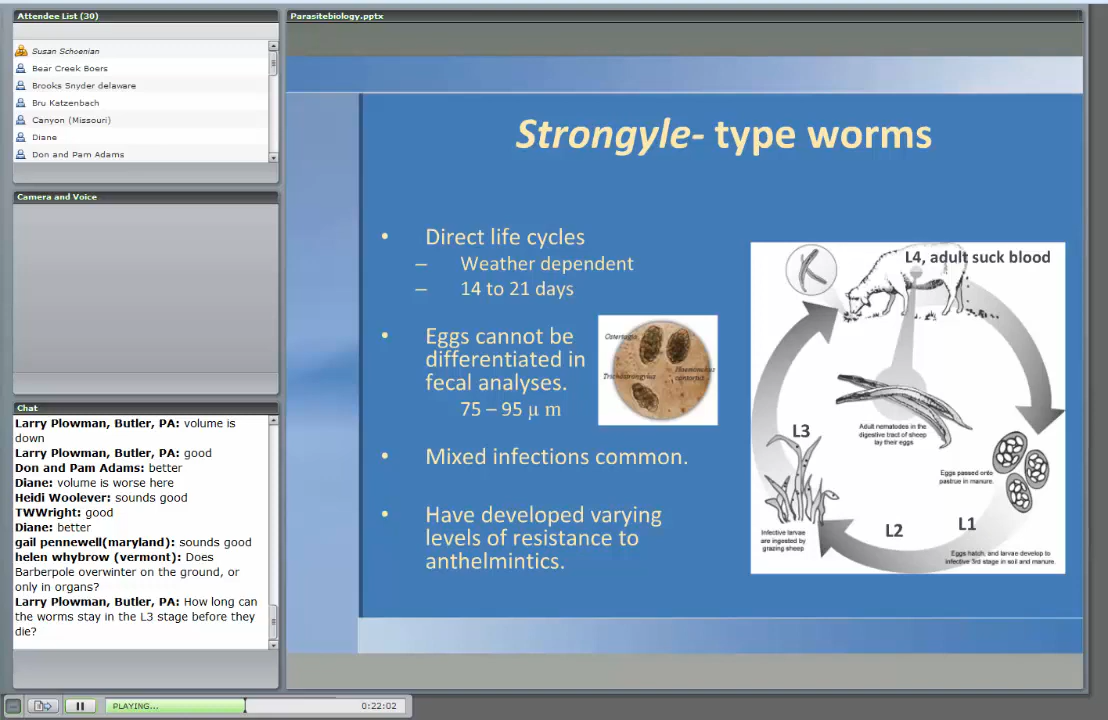 Attendee List (30)
Susan Schoenian
Bear Creek Boers
Brooks Snyder delaware
Bru Katzenbach
Canyon (Missouri)
Diane
Don and Pam Adams
Camera and Voice
Chat
Larry Plowman, Butler, PA: volume is
down
Larry Plowman, Butler, PA: good
Don and Pam Adams: better
Diane: volume is worse here
Heidi Woolever: sounds good
TWWright: good
Diane: better
gail pennewell(maryland): sounds good
helen whybrow (vermont): Does
Barberpole overwinter on the ground, or
only in organs?
Larry Plowman, Butler, PA: How long can
the worms stay in the L3 stage before they
die?
PLAYING...
0:22:02
Parasitebiology.pptx
Strongyle- type worms
• Direct life cycles
– Weather dependent
– 14 to 21 days
• Eggs cannot be
differentiated in
fecal analyses.
75 – 95 µ m
• Mixed infections common.
• Have developed varying
levels of resistance to
anthelmintics.
Ostertagia
Haemonchus
contortus
Trichostrongylus
L4, adult suck blood
Adult nematodes in the
digestive tract of sheep
lay their eggs
L3
Eggs passed onto
pastrue in manure.
L1
L2
Infective larvae
are ingested by
grazing sheep
Eggs hatch, and larvae develop to
infective 3rd stage in soil and manure.